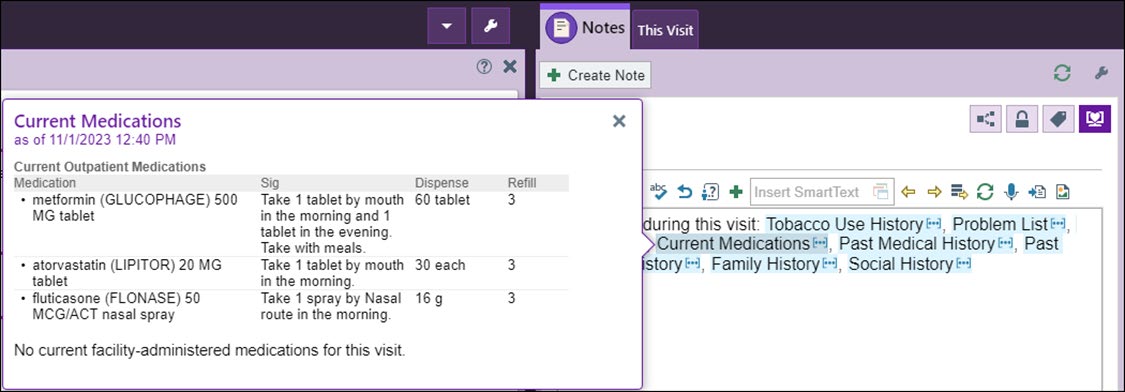 Notes
This Visit
Create Note
Current Medications
as of 11/1/2023 12:40 PM
Current Outpatient Medications
Medication Sig Dispense Refill
• metformin (GLUCOPHAGE) 500 MG tablet
Take 1 tablet by mouth
in the morning and 1
tablet in the evening.
Take with meals.
60 tablet
3
• atorvastatin (LIPITOR) 20 MG
tablet
Take 1 tablet by mouth
in the morning.
30 each
3
• fluticasone (FLONASE) 50
MCG/ACT nasal spray
Take 1 spray by Nasal
route in the morning.
16 g
3
No current facility-administered medications for this visit.
abc
Insert SmartText
during this visit: Tobacco Use History, Problem List,
Current Medications, Past Medical History, Past
story, Family History, Social History